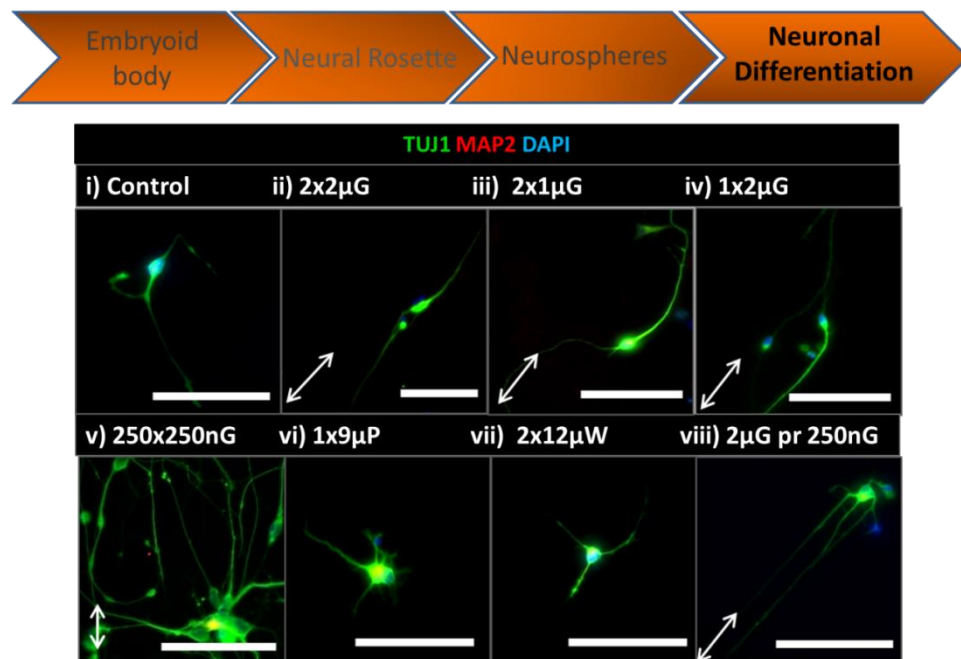 Embryoid
body
Neural Rosette
Neurospheres
Neuronal
Differentiation
TUJ1 MAP2 DAPI
i) Control
ii) 2x2µG
iii) 2x1µG
iv) 1x2µG
v) 250x250nG
vi) 1x9µP
vii) 2x12µW
viii) 2µG pr 250nG